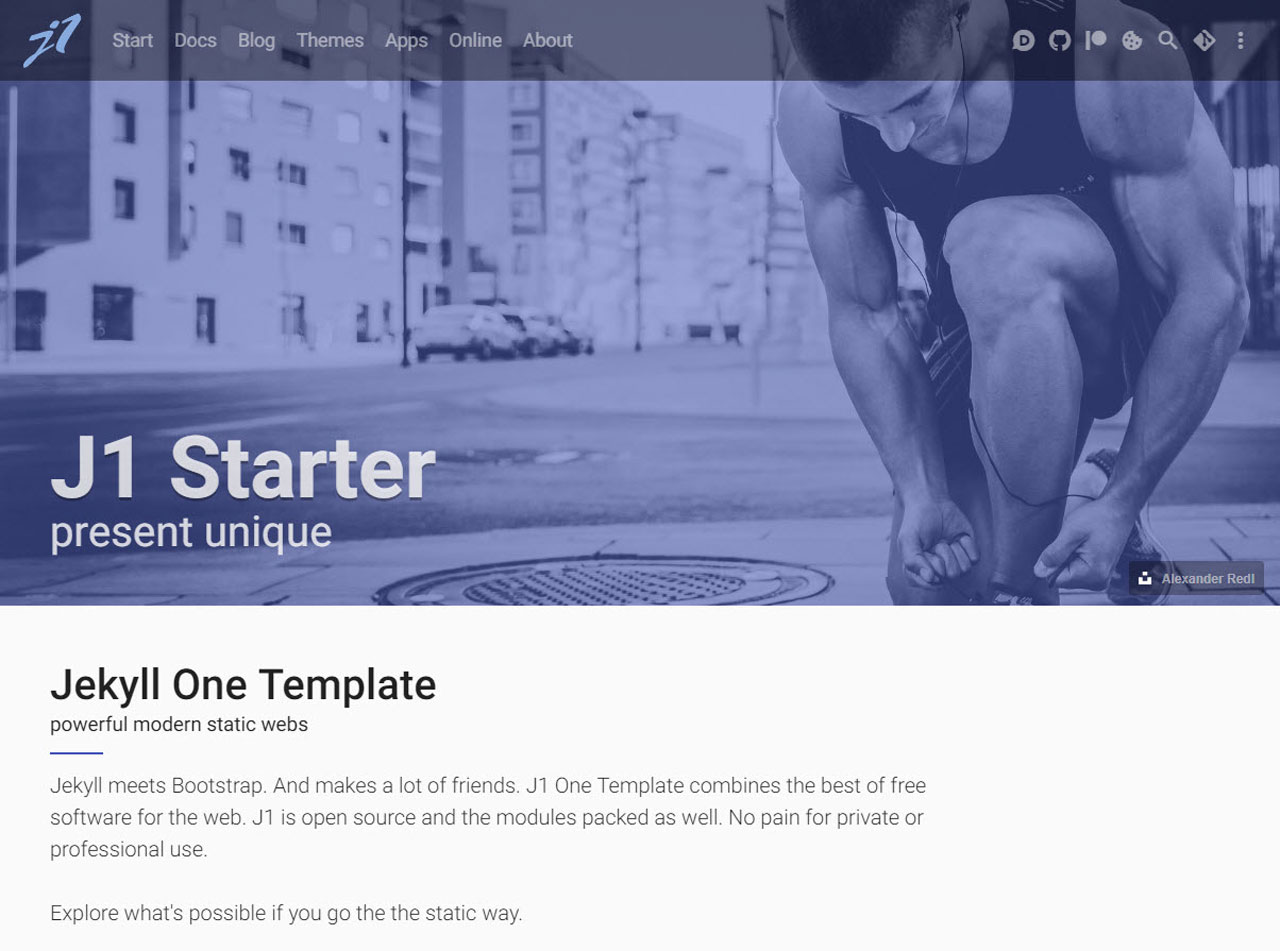 j1
Start Docs Blog Themes Apps Online About
J1 Starter
present unique
Alexander Redl
Jekyll One Template
powerful modern static webs
Jekyll meets Bootstrap. And makes a lot of friends. J1 One Template combines the best of free
software for the web. J1 is open source and the modules packed as well. No pain for private or
professional use.
Explore what's possible if you go the the static way.